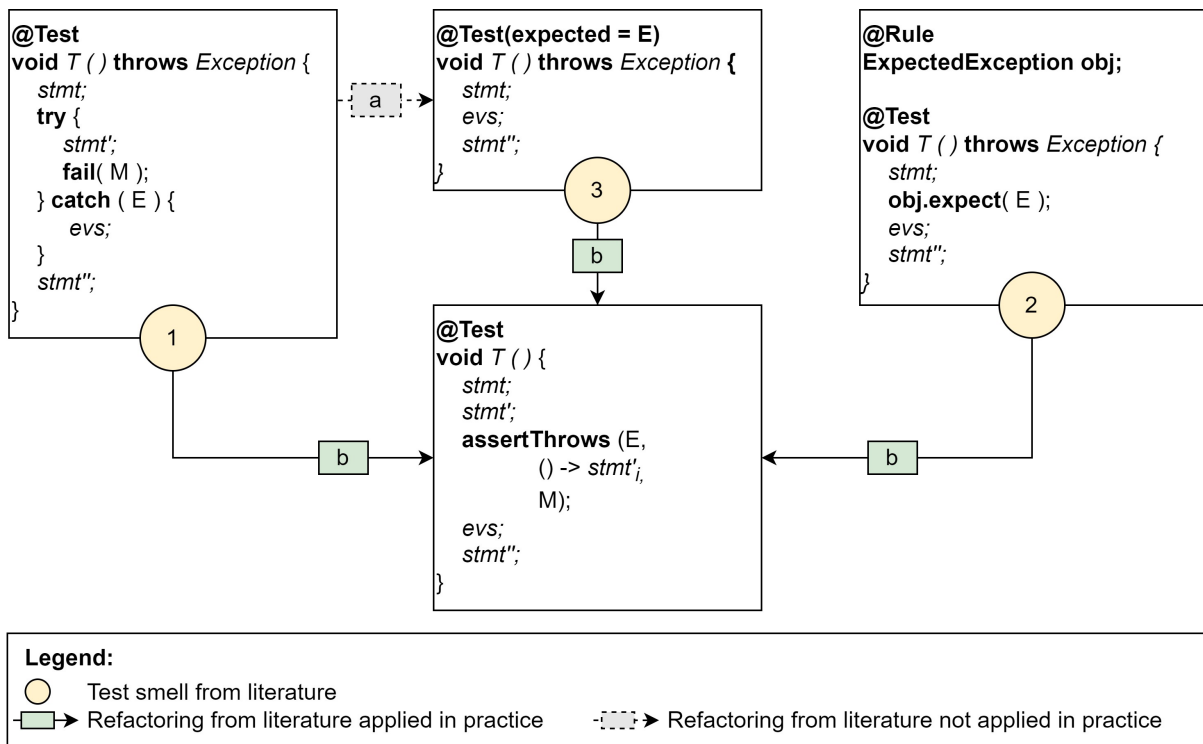 @Test
void T ( ) throws Exception {
stmt;
try {
stmt';
fail( M );
} catch ( E ) {
evs;
}
stmt";
}
1
a
@Test(expected = E)
void T ( ) throws Exception {
stmt;
evs;
stmt";
}
3
b
@Rule
ExpectedException obj;
@Test
void T ( ) throws Exception {
stmt;
obj.expect( E );
evs;
stmt";
}
2
b
b
@Test
void T ( ) {
stmt;
stmt';
assertThrows (E,
() -> stmt'i,
M);
evs;
stmt";
}
Legend:
Test smell from literature
Refactoring from literature applied in practice
Refactoring from literature not applied in practice